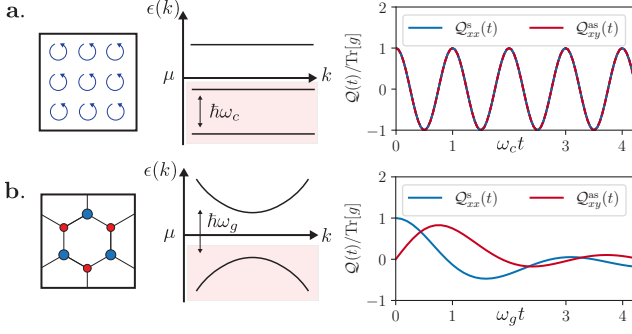 a.
ϵ(k)
μ
k
ħω_c
2
1
0
−1
𝒬(t)/Tr[g]
𝒬^s_xx(t) 𝒬^as_xy(t)
0 1 2 3 4
ω_c t
b.
ϵ(k)
μ
k
ħω_g
2
1
0
−1
𝒬(t)/Tr[g]
𝒬^s_xx(t) 𝒬^as_xy(t)
0 1 2 3 4
ω_g t